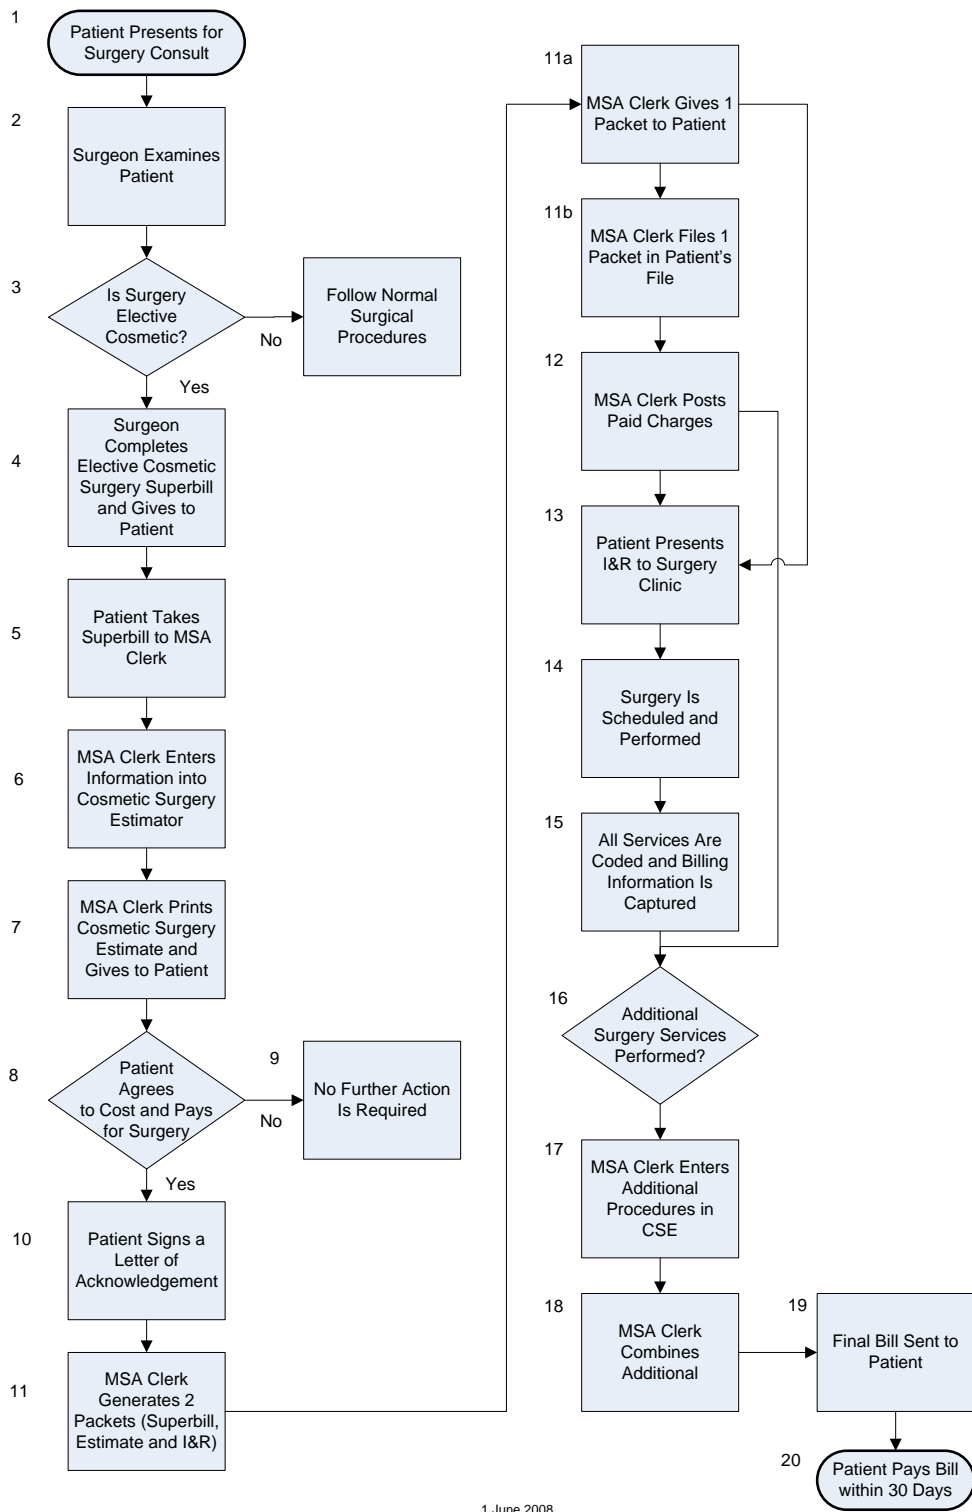 1
Patient Presents for
Surgery Consult
2
Surgeon Examines
Patient
3
Is Surgery
Elective
Cosmetic?
No
Follow Normal
Surgical
Procedures
Yes
4
Surgeon
Completes
Elective Cosmetic
Surgery Superbill
and Gives to
Patient
5
Patient Takes
Superbill to MSA
Clerk
6
MSA Clerk Enters
Information into
Cosmetic Surgery
Estimator
7
MSA Clerk Prints
Cosmetic Surgery
Estimate and
Gives to Patient
8
Patient
Agrees
to Cost and Pays
for Surgery
No
9
No Further Action
Is Required
Yes
10
Patient Signs a
Letter of
Acknowledgement
11
MSA Clerk
Generates 2
Packets (Superbill,
Estimate and I&R)
11a
MSA Clerk Gives 1
Packet to Patient
11b
MSA Clerk Files 1
Packet in Patient's
File
12
MSA Clerk Posts
Paid Charges
13
Patient Presents
I&R to Surgery
Clinic
14
Surgery Is
Scheduled and
Performed
15
All Services Are
Coded and Billing
Information Is
Captured
16
Additional
Surgery Services
Performed?
17
MSA Clerk Enters
Additional
Procedures in
CSE
18
MSA Clerk
Combines
Additional
19
Final Bill Sent to
Patient
20
Patient Pays Bill
within 30 Days
1 June 2008